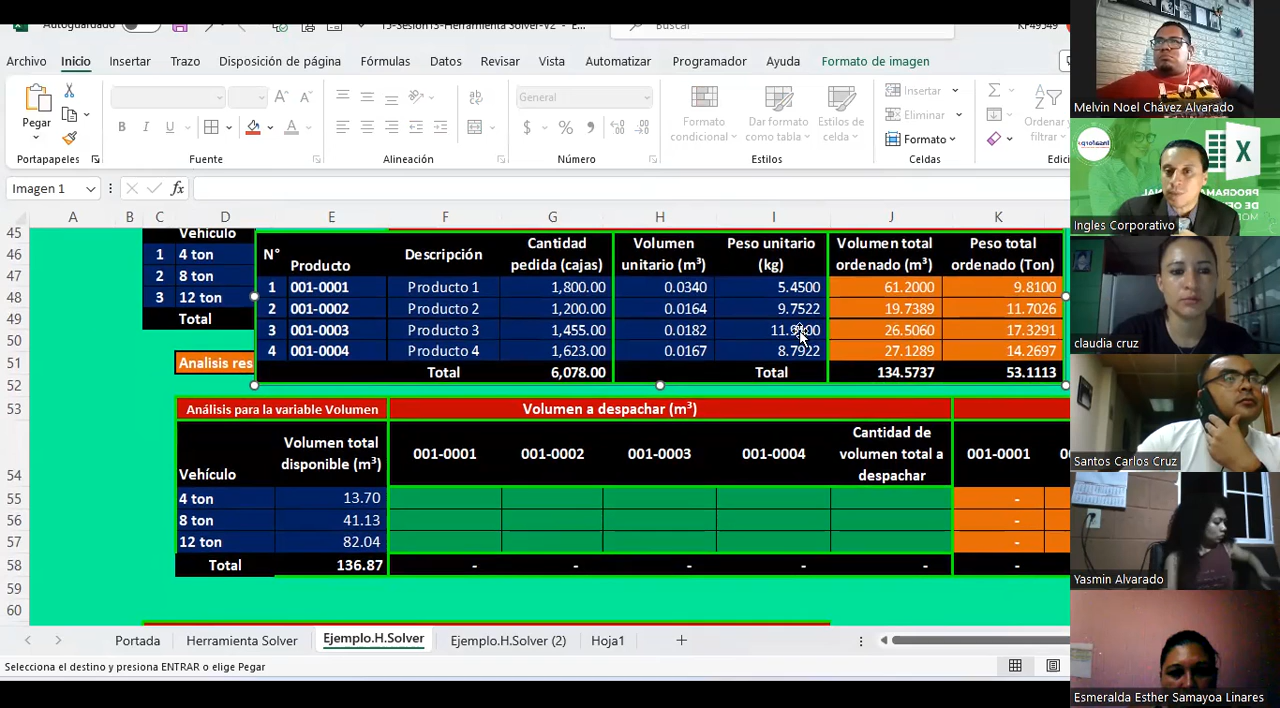 Autoguardado
15-Sesion15-Herramienta Solver-V2 - E...
Buscar
Archivo Inicio Insertar Trazo Disposición de página Fórmulas Datos Revisar Vista Automatizar Programador Ayuda Formato de imagen
Pegar
General
Formato condicional
Dar formato como tabla
Estilos de celda
Insertar
Eliminar
Formato
Ordenar filtrar
Portapapeles Fuente Alineación Número Estilos Celdas Edici
Imagen 1
fx
A B C D E F G H I J K
45 Vehículo
46 1 4 ton
47 2 8 ton
48 3 12 ton
49 Total
50
51 Analisis res
52
N° Producto Descripción Cantidad pedida (cajas) Volumen unitario (m³) Peso unitario (kg) Volumen total ordenado (m³) Peso total ordenado (Ton)
1 001-0001 Producto 1 1,800.00 0.0340 5.4500 61.2000 9.8100
2 001-0002 Producto 2 1,200.00 0.0164 9.7522 19.7389 11.7026
3 001-0003 Producto 3 1,455.00 0.0182 26.5060 17.3291
4 001-0004 Producto 4 1,623.00 0.0167 8.7922 27.1289 14.2697
Total 6,078.00 Total 134.5737 53.1113
53 Análisis para la variable Volumen Volumen a despachar (m³)
54 Vehículo Volumen total disponible (m³) 001-0001 001-0002 001-0003 001-0004 Cantidad de volumen total a despachar 001-0001
55 4 ton 13.70 -
56 8 ton 41.13 -
57 12 ton 82.04 -
58 Total 136.87 - - - - - -
59
60
Portada Herramienta Solver Ejemplo.H.Solver Ejemplo.H.Solver (2) Hoja1
Selecciona el destino y presiona ENTRAR o elige Pegar
Melvin Noel Chávez Alvarado
Ingles Corporativo
claudia cruz
Santos Carlos Cruz
Yasmin Alvarado
Esmeralda Esther Samayoa Linares